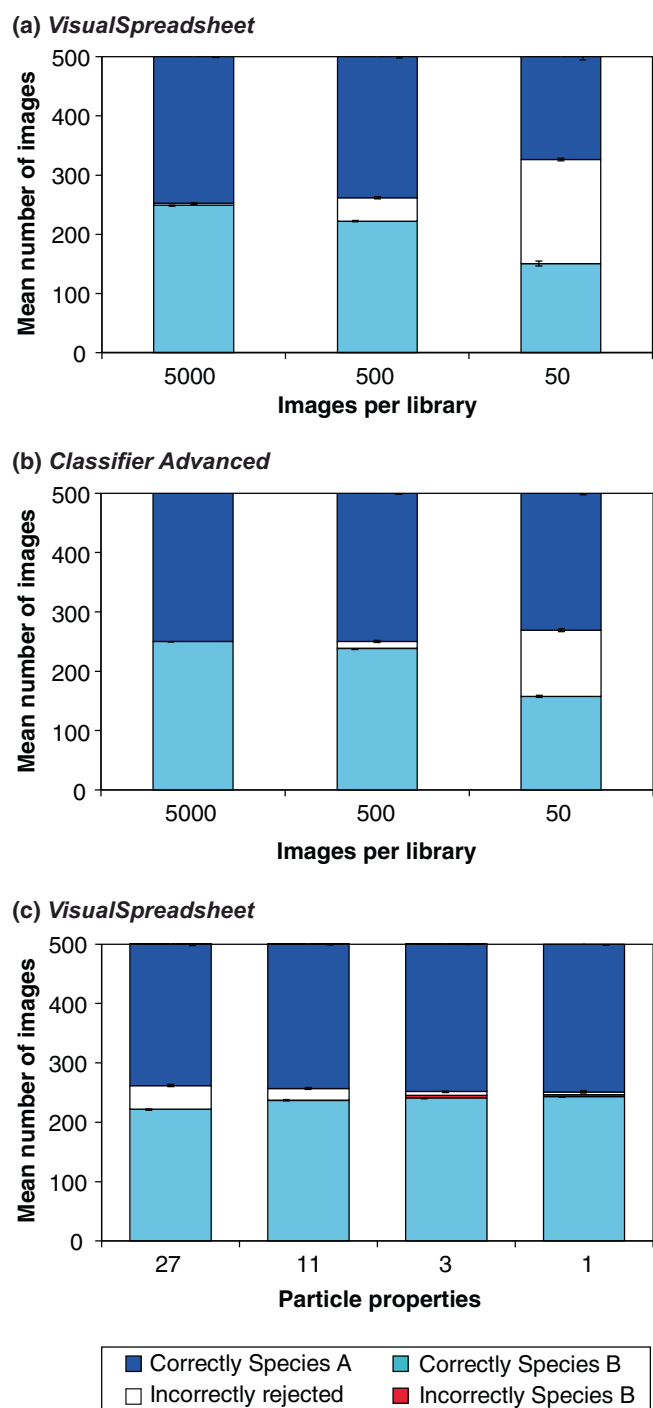 (a) VisualSpreadsheet
500
400
300
200
100
0
Mean number of images
5000 500 50
Images per library
(b) Classifier Advanced
500
400
300
200
100
0
Mean number of images
5000 500 50
Images per library
(c) VisualSpreadsheet
500
400
300
200
100
0
Mean number of images
27 11 3 1
Particle properties
Correctly Species A Correctly Species B
Incorrectly rejected Incorrectly Species B